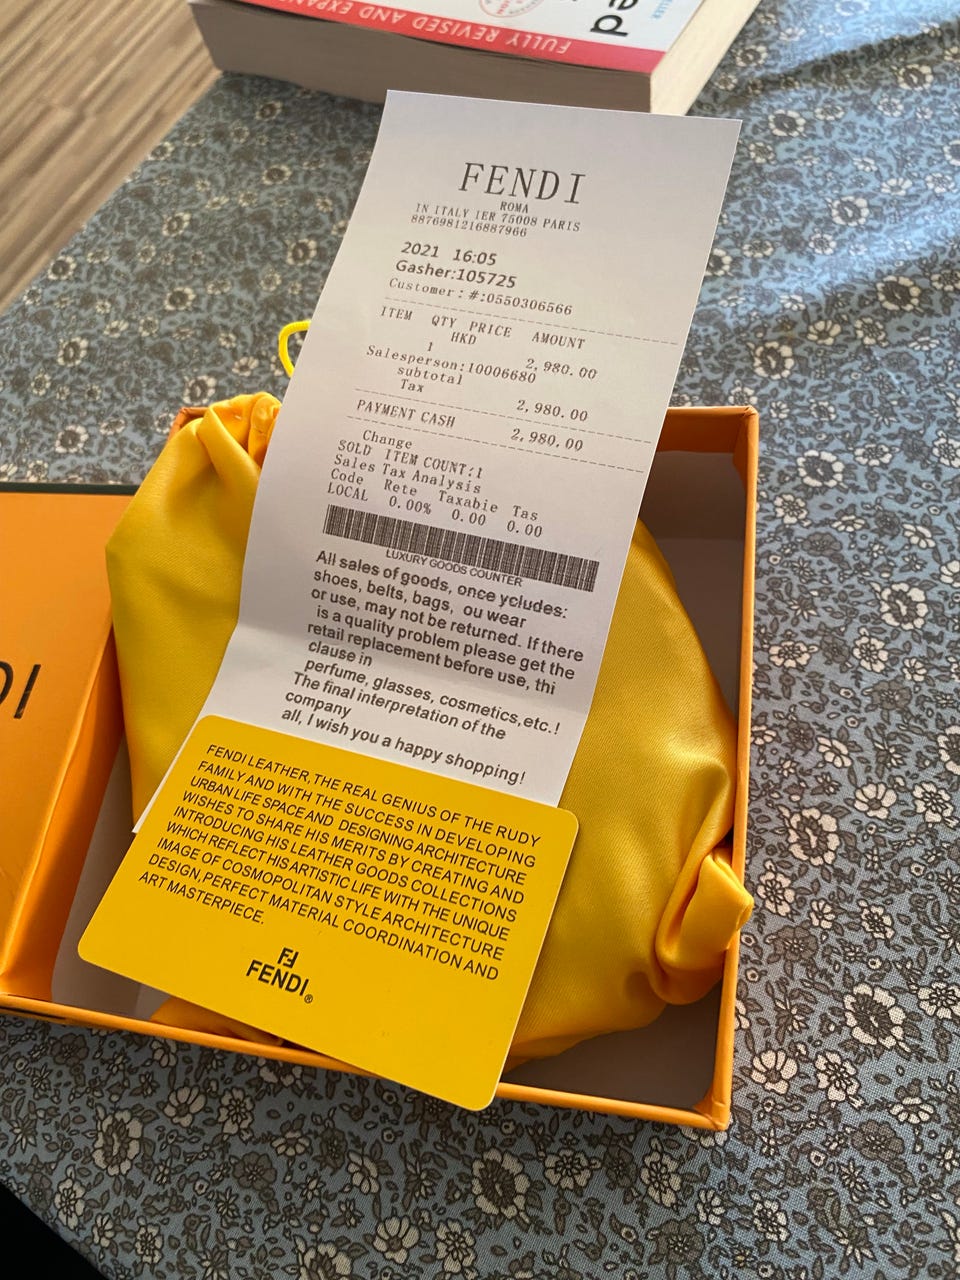 FULLY REVISED AND EXPAN
ed
FENDI
ROMA
IN ITALY 1ER 75008 PARIS
8876981216887966
2021 16:05
Gasher:105725
Customer:#:0550306566
ITEM QTY PRICE AMOUNT
HKD
1 2,980.00
Salesperson:10006680
subtotal
Tax 2,980.00
PAYMENT CASH 2,980.00
Change
SOLD ITEM COUNT:1
Sales Tax Analysis
Code Rete Taxabie Tas
LOCAL 0.00% 0.00 0.00
LUXURY GOODS COUNTER
All sales of goods, once ycludes:
shoes, belts, bags, ou wear
or use, may not be returned. If there
is a quality problem please get the
retail replacement before use, thi
clause in
perfume, glasses, cosmetics,etc.!
The final interpretation of the
company
all, I wish you a happy shopping!
FENDI LEATHER, THE REAL GENIUS OF THE RUDY
FAMILY AND WITH THE SUCCESS IN DEVELOPING
URBAN LIFE SPACE AND DESIGNING ARCHITECTURE
WISHES TO SHARE HIS MERITS BY CREATING AND
INTRODUCING HIS LEATHER GOODS COLLECTIONS
WHICH REFLECT HIS ARTISTIC LIFE WITH THE UNIQUE
IMAGE OF COSMOPOLITAN STYLE ARCHITECTURE
DESIGN, PERFECT MATERIAL COORDINATION AND
ART MASTERPIECE.
FENDI®
DI